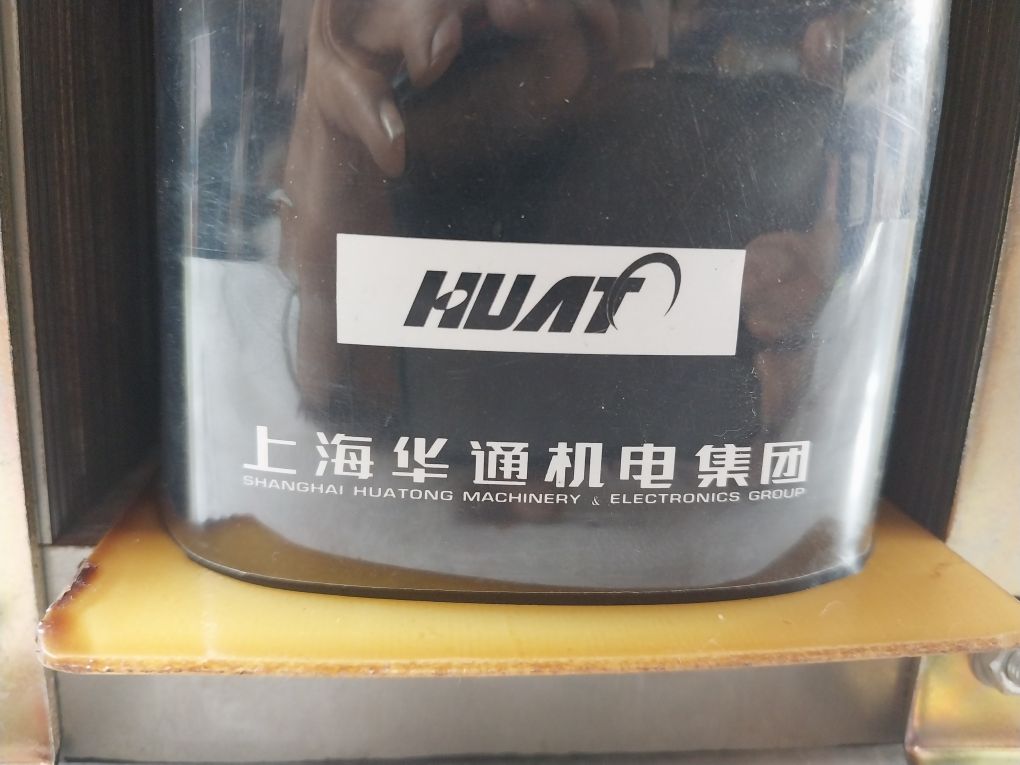 HUAT
上海华通机电集团
SHANGHAI HUATONG MACHINERY & ELECTRONICS GROUP